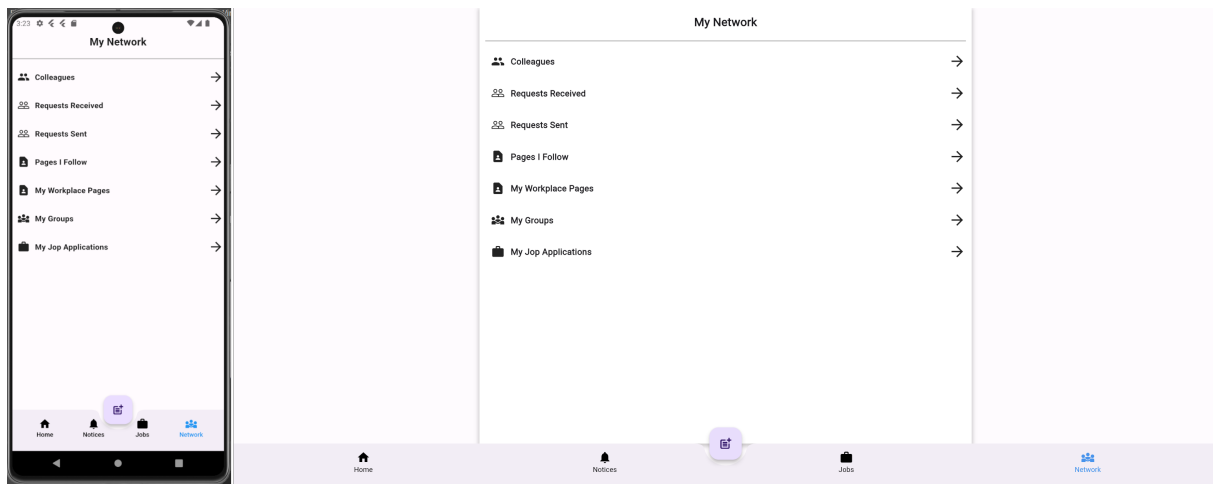 3:23
My Network
Colleagues
Requests Received
Requests Sent
Pages I Follow
My Workplace Pages
My Groups
My Jop Applications
Home Notices Jobs Network
My Network
Colleagues
Requests Received
Requests Sent
Pages I Follow
My Workplace Pages
My Groups
My Jop Applications
Home Notices Jobs Network